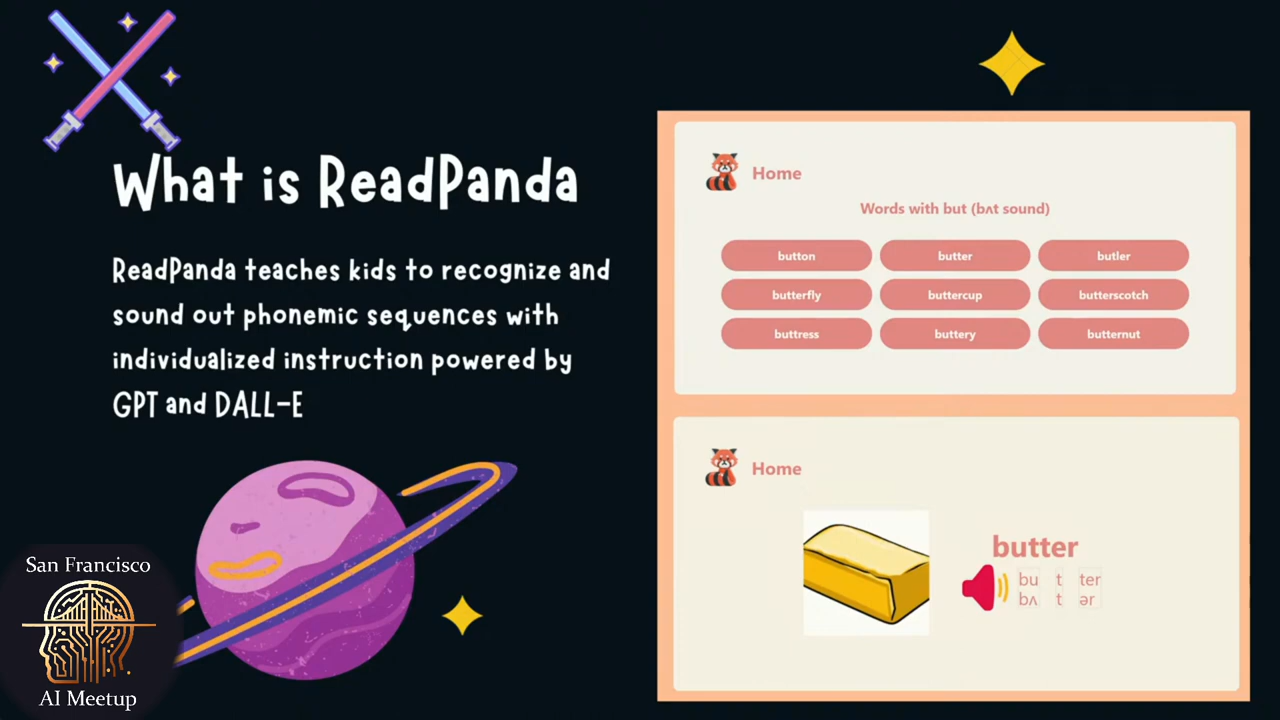 What is ReadPanda
ReadPanda teaches kids to recognize and
sound out phonemic sequences with
individualized instruction powered by
GPT and DALL-E
Home
Words with but (bʌt sound)
button butter butler
butterfly buttercup butterscotch
buttress buttery butternut
Home
butter
bu t ter
bʌ t ər
San Francisco
AI Meetup